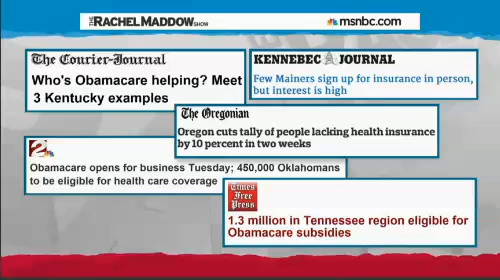 THE RACHEL MADDOW SHOW
msnbc.com
The Courier-Journal
Who's Obamacare helping? Meet
3 Kentucky examples
KENNEBEC JOURNAL
Few Mainers sign up for insurance in person,
but interest is high
The Oregonian
Oregon cuts tally of people lacking health insurance
by 10 percent in two weeks
2
Obamacare opens for business Tuesday; 450,000 Oklahomans
to be eligible for health care coverage
Times
Free
Press
1.3 million in Tennessee region eligible for
Obamacare subsidies